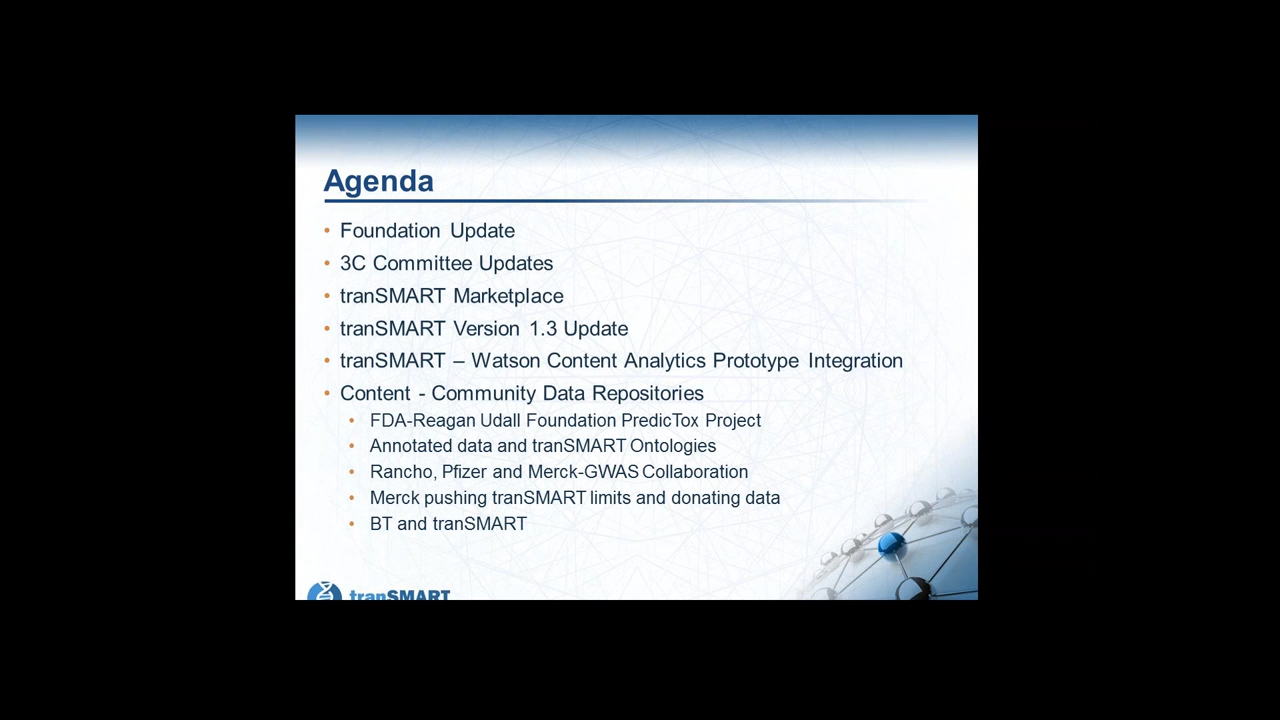 Agenda
• Foundation Update
• 3C Committee Updates
• tranSMART Marketplace
• tranSMART Version 1.3 Update
• tranSMART – Watson Content Analytics Prototype Integration
• Content - Community Data Repositories
• FDA-Reagan Udall Foundation PredicTox Project
• Annotated data and tranSMART Ontologies
• Rancho, Pfizer and Merck-GWAS Collaboration
• Merck pushing tranSMART limits and donating data
• BT and tranSMART
tranSMART